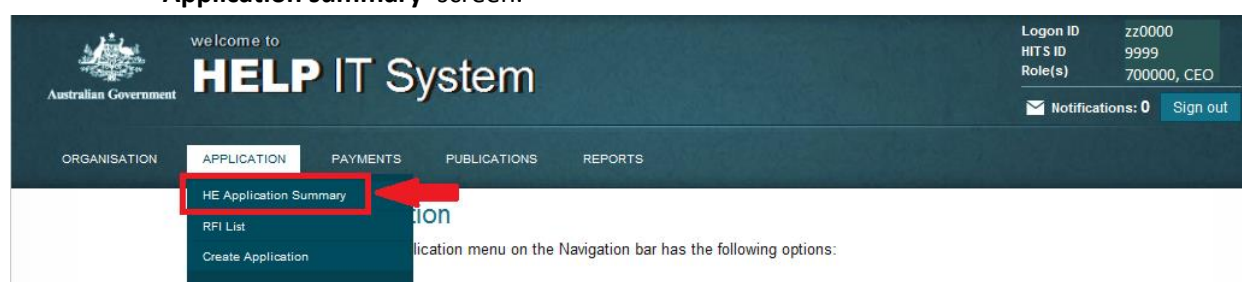 Application summary screen.
welcome to
HELP IT System
Australian Government
Logon ID zz0000
HITS ID 9999
Role(s) 700000, CEO
Notifications: 0 Sign out
ORGANISATION APPLICATION PAYMENTS PUBLICATIONS REPORTS
HE Application Summary
RFI List
Create Application
tion
lication menu on the Navigation bar has the following options: